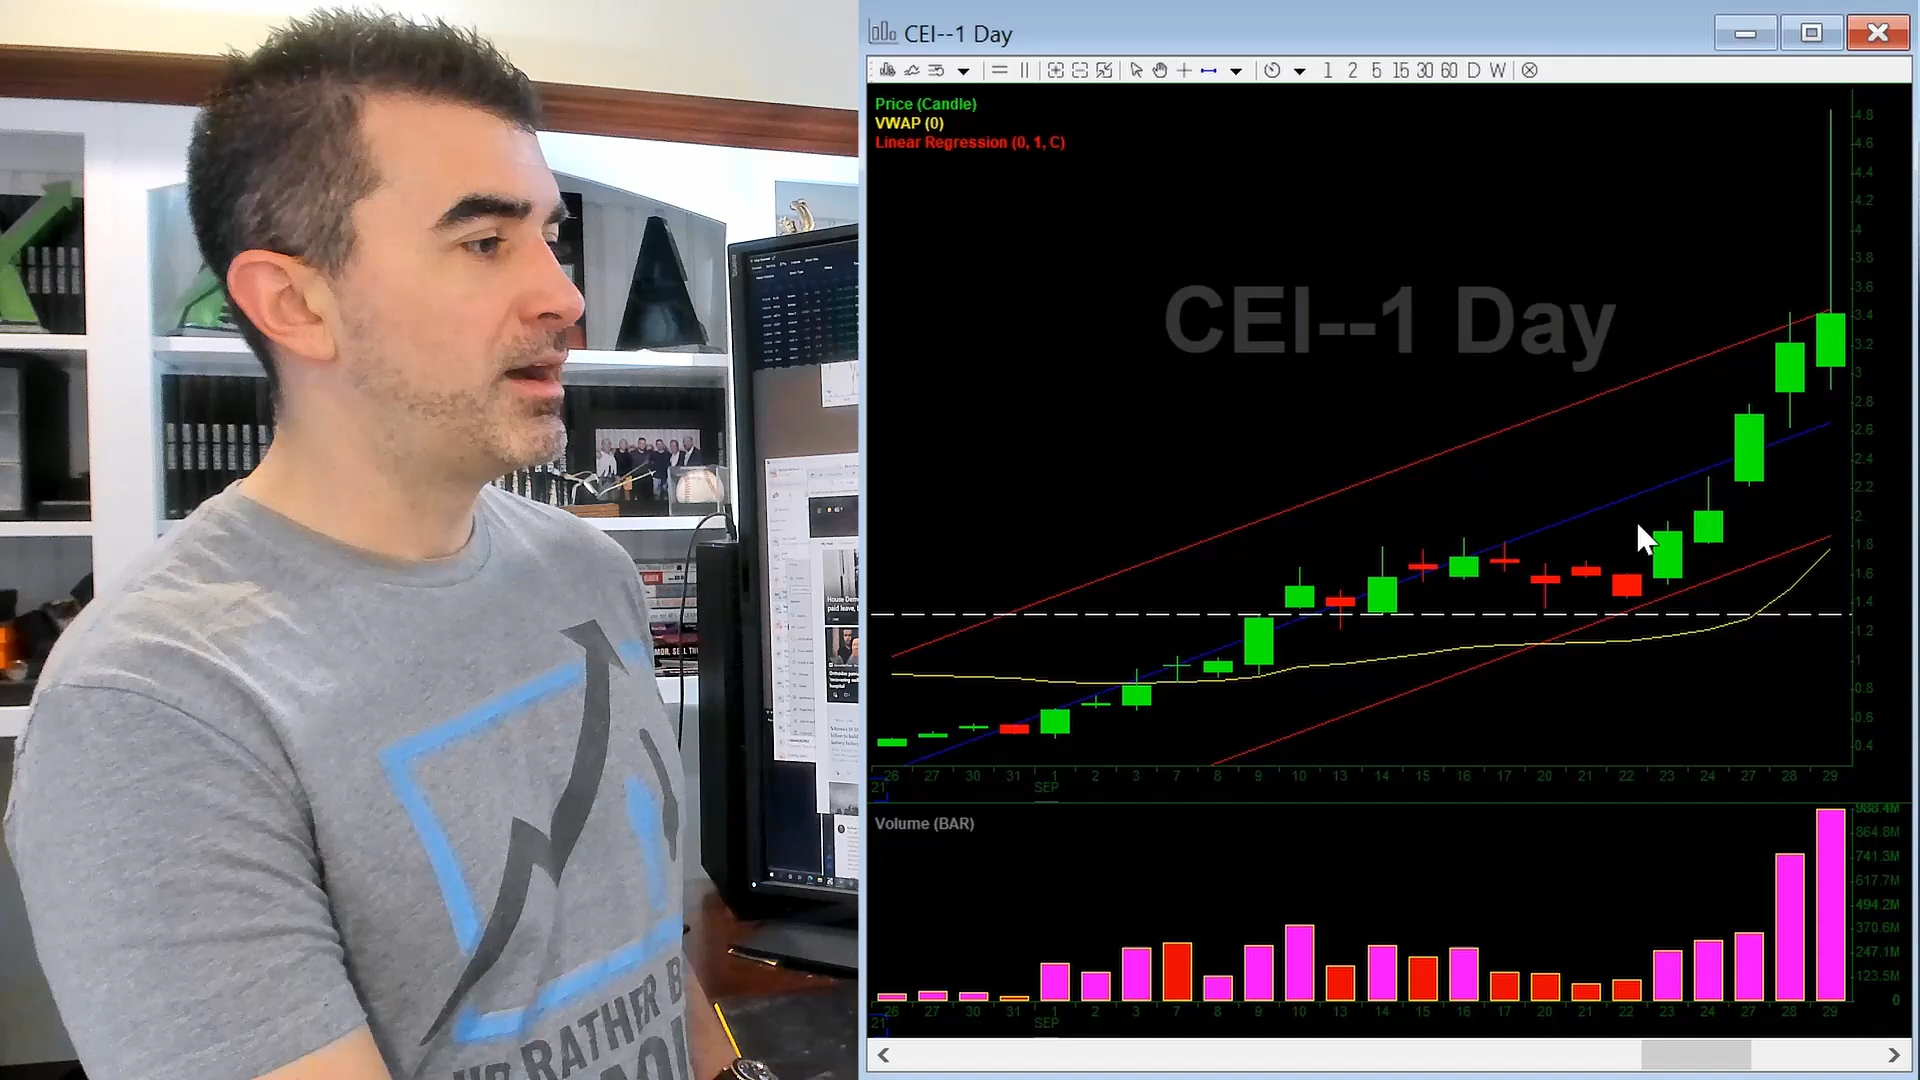 CEI--1 Day
1 2 5 15 30 60 D W
Price (Candle)
VWAP (0)
Linear Regression (0, 1, C)
CEI--1 Day
4.8
4.6
4.4
4.2
4
3.8
3.6
3.4
3.2
3
2.8
2.6
2.4
2.2
2
1.8
1.6
1.4
1.2
1
0.8
0.6
0.4
26 27 30 31 1 2 3 7 8 9 10 13 14 15 16 17 20 21 22 23 24 27 28 29
21 SEP
Volume (BAR)
988.4M
864.8M
741.3M
617.7M
494.2M
370.6M
247.1M
123.5M
0
26 27 30 31 1 2 3 7 8 9 10 13 14 15 16 17 20 21 22 23 24 27 28 29
21 SEP
RATHER B
House Dem
paid leave, b